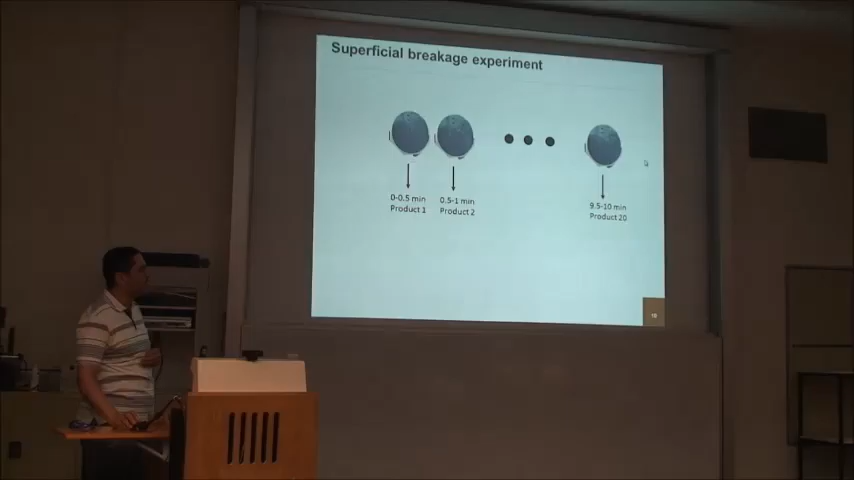 Superficial breakage experiment
0-0.5 min
Product 1
0.5-1 min
Product 2
9.5-10 min
Product 20